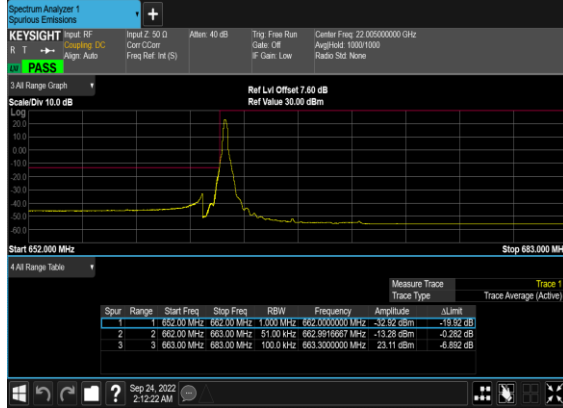 Spectrum Analyzer 1
Spurious Emissions
+
KEYSIGHT Input: RF Input Z: 50 Ω Atten: 40 dB Trig: Free Run Center Freq: 22.005000000 GHz
R T Coupling: DC Corr CCorr Gate: Off Avg|Hold: 1000/1000
Align: Auto Freq Ref: Int (S) IF Gain: Low Radio Std: None
PASS
3 All Range Graph
Ref Lvl Offset 7.60 dB
Scale/Div 10.0 dB Ref Value 30.00 dBm
Log
20.0
10.0
0.00
-10.0
-20.0
-30.0
-40.0
-50.0
-60.0
Start 652.000 MHz Stop 683.000 MH
4 All Range Table
Measure Trace Trace 1
Trace Type Trace Average (Active)
Spur Range Start Freq Stop Freq RBW Frequency Amplitude ΔLimit
1 1 652.00 MHz 662.00 MHz 1.000 MHz 662.0000000 MHz -32.92 dBm -19.92 dB
2 2 662.00 MHz 663.00 MHz 51.00 kHz 662.9916667 MHz -13.28 dBm -0.282 dB
3 3 663.00 MHz 683.00 MHz 100.0 kHz 663.3000000 MHz 23.11 dBm -6.892 dB
? Sep 24, 2022
2:12:22 AM